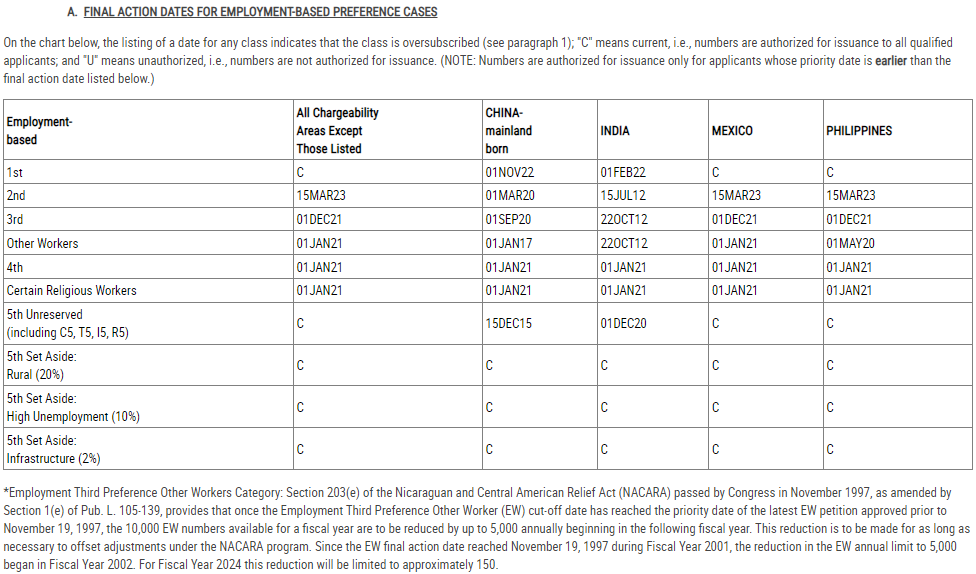 A. FINAL ACTION DATES FOR EMPLOYMENT-BASED PREFERENCE CASES
On the chart below, the listing of a date for any class indicates that the class is oversubscribed (see paragraph 1); "C" means current, i.e., numbers are authorized for issuance to all qualified
applicants; and "U" means unauthorized, i.e., numbers are not authorized for issuance. (NOTE: Numbers are authorized for issuance only for applicants whose priority date is earlier than the
final action date listed below.)
Employment-
based
All Chargeability
Areas Except
Those Listed
CHINA-
mainland
born
INDIA
MEXICO
PHILIPPINES
1st C 01NOV22 01FEB22 C C
2nd 15MAR23 01MAR20 15JUL12 15MAR23 15MAR23
3rd 01DEC21 01SEP20 22OCT12 01DEC21 01DEC21
Other Workers 01JAN21 01JAN17 22OCT12 01JAN21 01MAY20
4th 01JAN21 01JAN21 01JAN21 01JAN21 01JAN21
Certain Religious Workers 01JAN21 01JAN21 01JAN21 01JAN21 01JAN21
5th Unreserved
(including C5, T5, I5, R5)
C 15DEC15 01DEC20 C C
5th Set Aside:
Rural (20%)
C C C C C
5th Set Aside:
High Unemployment (10%)
C C C C C
5th Set Aside:
Infrastructure (2%)
C C C C C
*Employment Third Preference Other Workers Category: Section 203(e) of the Nicaraguan and Central American Relief Act (NACARA) passed by Congress in November 1997, as amended by
Section 1(e) of Pub. L. 105-139, provides that once the Employment Third Preference Other Worker (EW) cut-off date has reached the priority date of the latest EW petition approved prior to
November 19, 1997, the 10,000 EW numbers available for a fiscal year are to be reduced by up to 5,000 annually beginning in the following fiscal year. This reduction is to be made for as long as
necessary to offset adjustments under the NACARA program. Since the EW final action date reached November 19, 1997 during Fiscal Year 2001, the reduction in the EW annual limit to 5,000
began in Fiscal Year 2002. For Fiscal Year 2024 this reduction will be limited to approximately 150.